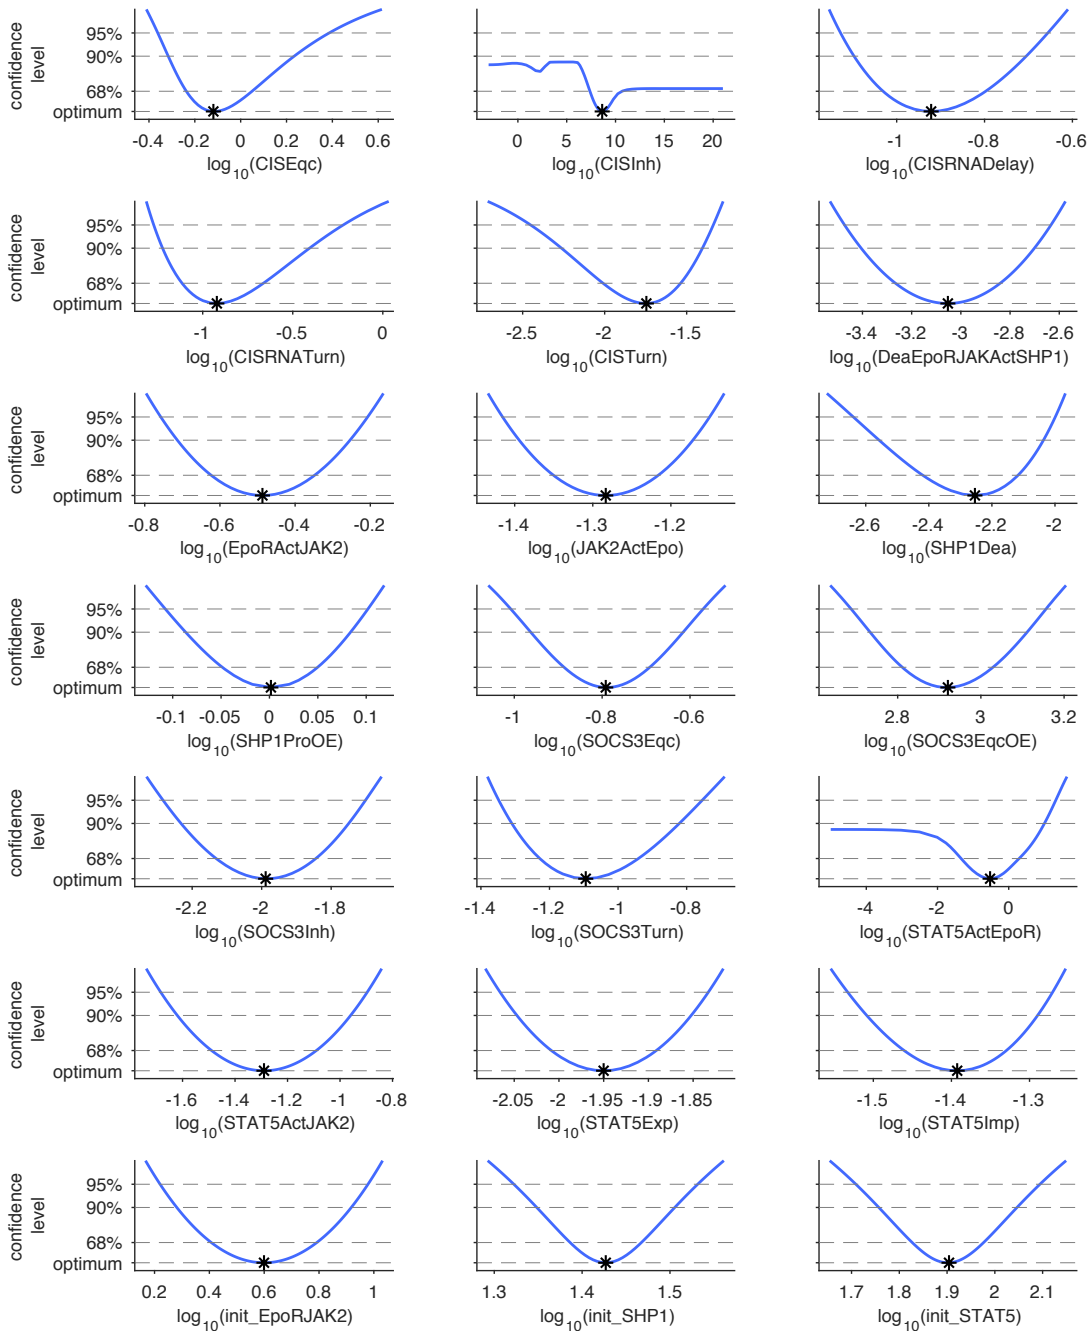 confidence
level
95%
90%
68%
optimum
-0.4 -0.2 0 0.2 0.4 0.6
log10(CISEqc)
0 5 10 15 20
log10(CISInh)
-1 -0.8 -0.6
log10(CISRNADelay)
confidence
level
95%
90%
68%
optimum
-1 -0.5 0
log10(CISRNATurn)
-2.5 -2 -1.5
log10(CISTurn)
-3.4 -3.2 -3 -2.8 -2.6
log10(DeaEpoRJAKActSHP1)
confidence
level
95%
90%
68%
optimum
-0.8 -0.6 -0.4 -0.2
log10(EpoRActJAK2)
-1.4 -1.3 -1.2
log10(JAK2ActEpo)
-2.6 -2.4 -2.2 -2
log10(SHP1Dea)
confidence
level
95%
90%
68%
optimum
-0.1 -0.05 0 0.05 0.1
log10(SHP1ProOE)
-1 -0.8 -0.6
log10(SOCS3Eqc)
2.8 3 3.2
log10(SOCS3EqcOE)
confidence
level
95%
90%
68%
optimum
-2.2 -2 -1.8
log10(SOCS3Inh)
-1.4 -1.2 -1 -0.8
log10(SOCS3Turn)
-4 -2 0
log10(STAT5ActEpoR)
confidence
level
95%
90%
68%
optimum
-1.6 -1.4 -1.2 -1 -0.8
log10(STAT5ActJAK2)
-2.05 -2 -1.95 -1.9 -1.85
log10(STAT5Exp)
-1.5 -1.4 -1.3
log10(STAT5Imp)
confidence
level
95%
90%
68%
optimum
0.2 0.4 0.6 0.8 1
log10(init_EpoRJAK2)
1.3 1.4 1.5
log10(init_SHP1)
1.7 1.8 1.9 2 2.1
log10(init_STAT5)